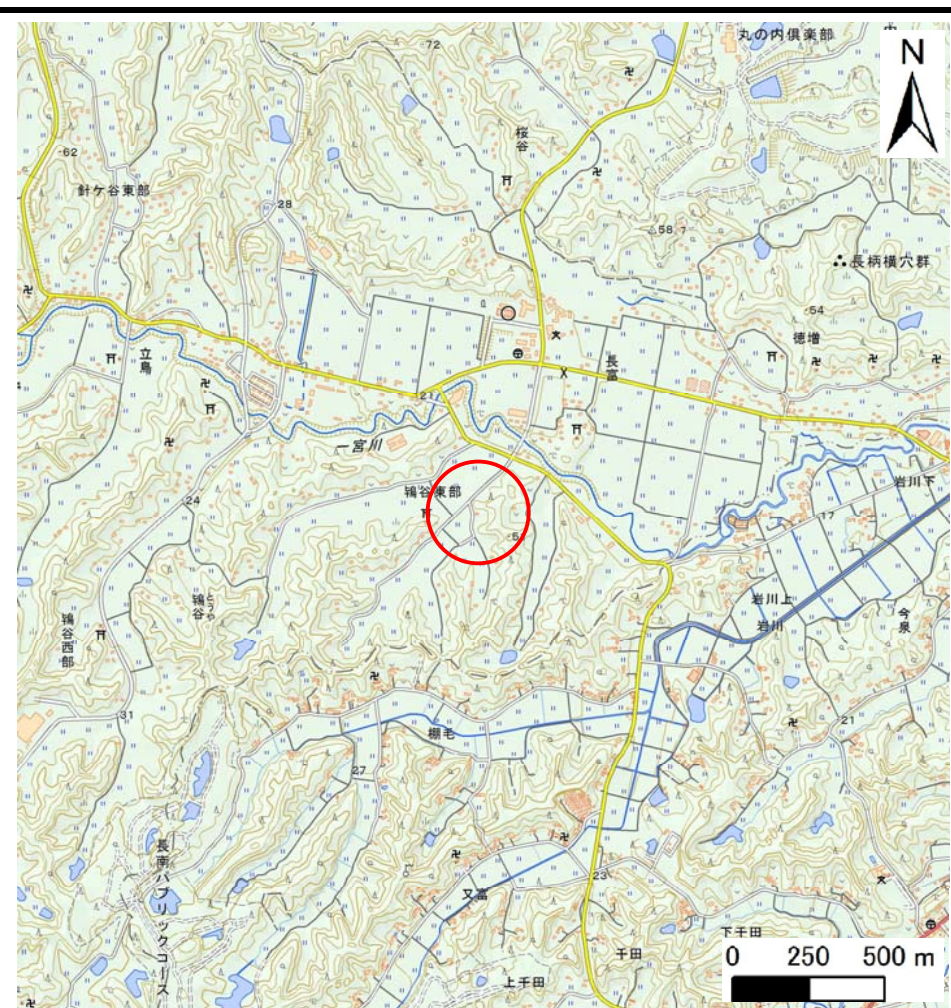 丸の内倶楽部
N
72
桜谷
62
針ケ谷東部
28
58.7
長柄横穴群
54
徳増
立鳥
長富
21
一宮川
岩川下
鴇谷東部
24
17
鴇谷
とうや
岩川上
岩川
今泉
鴇谷西部
31
21
棚毛
27
長南パブリックコース
23
又富
千田
下千田
上千田
0 250 500 m